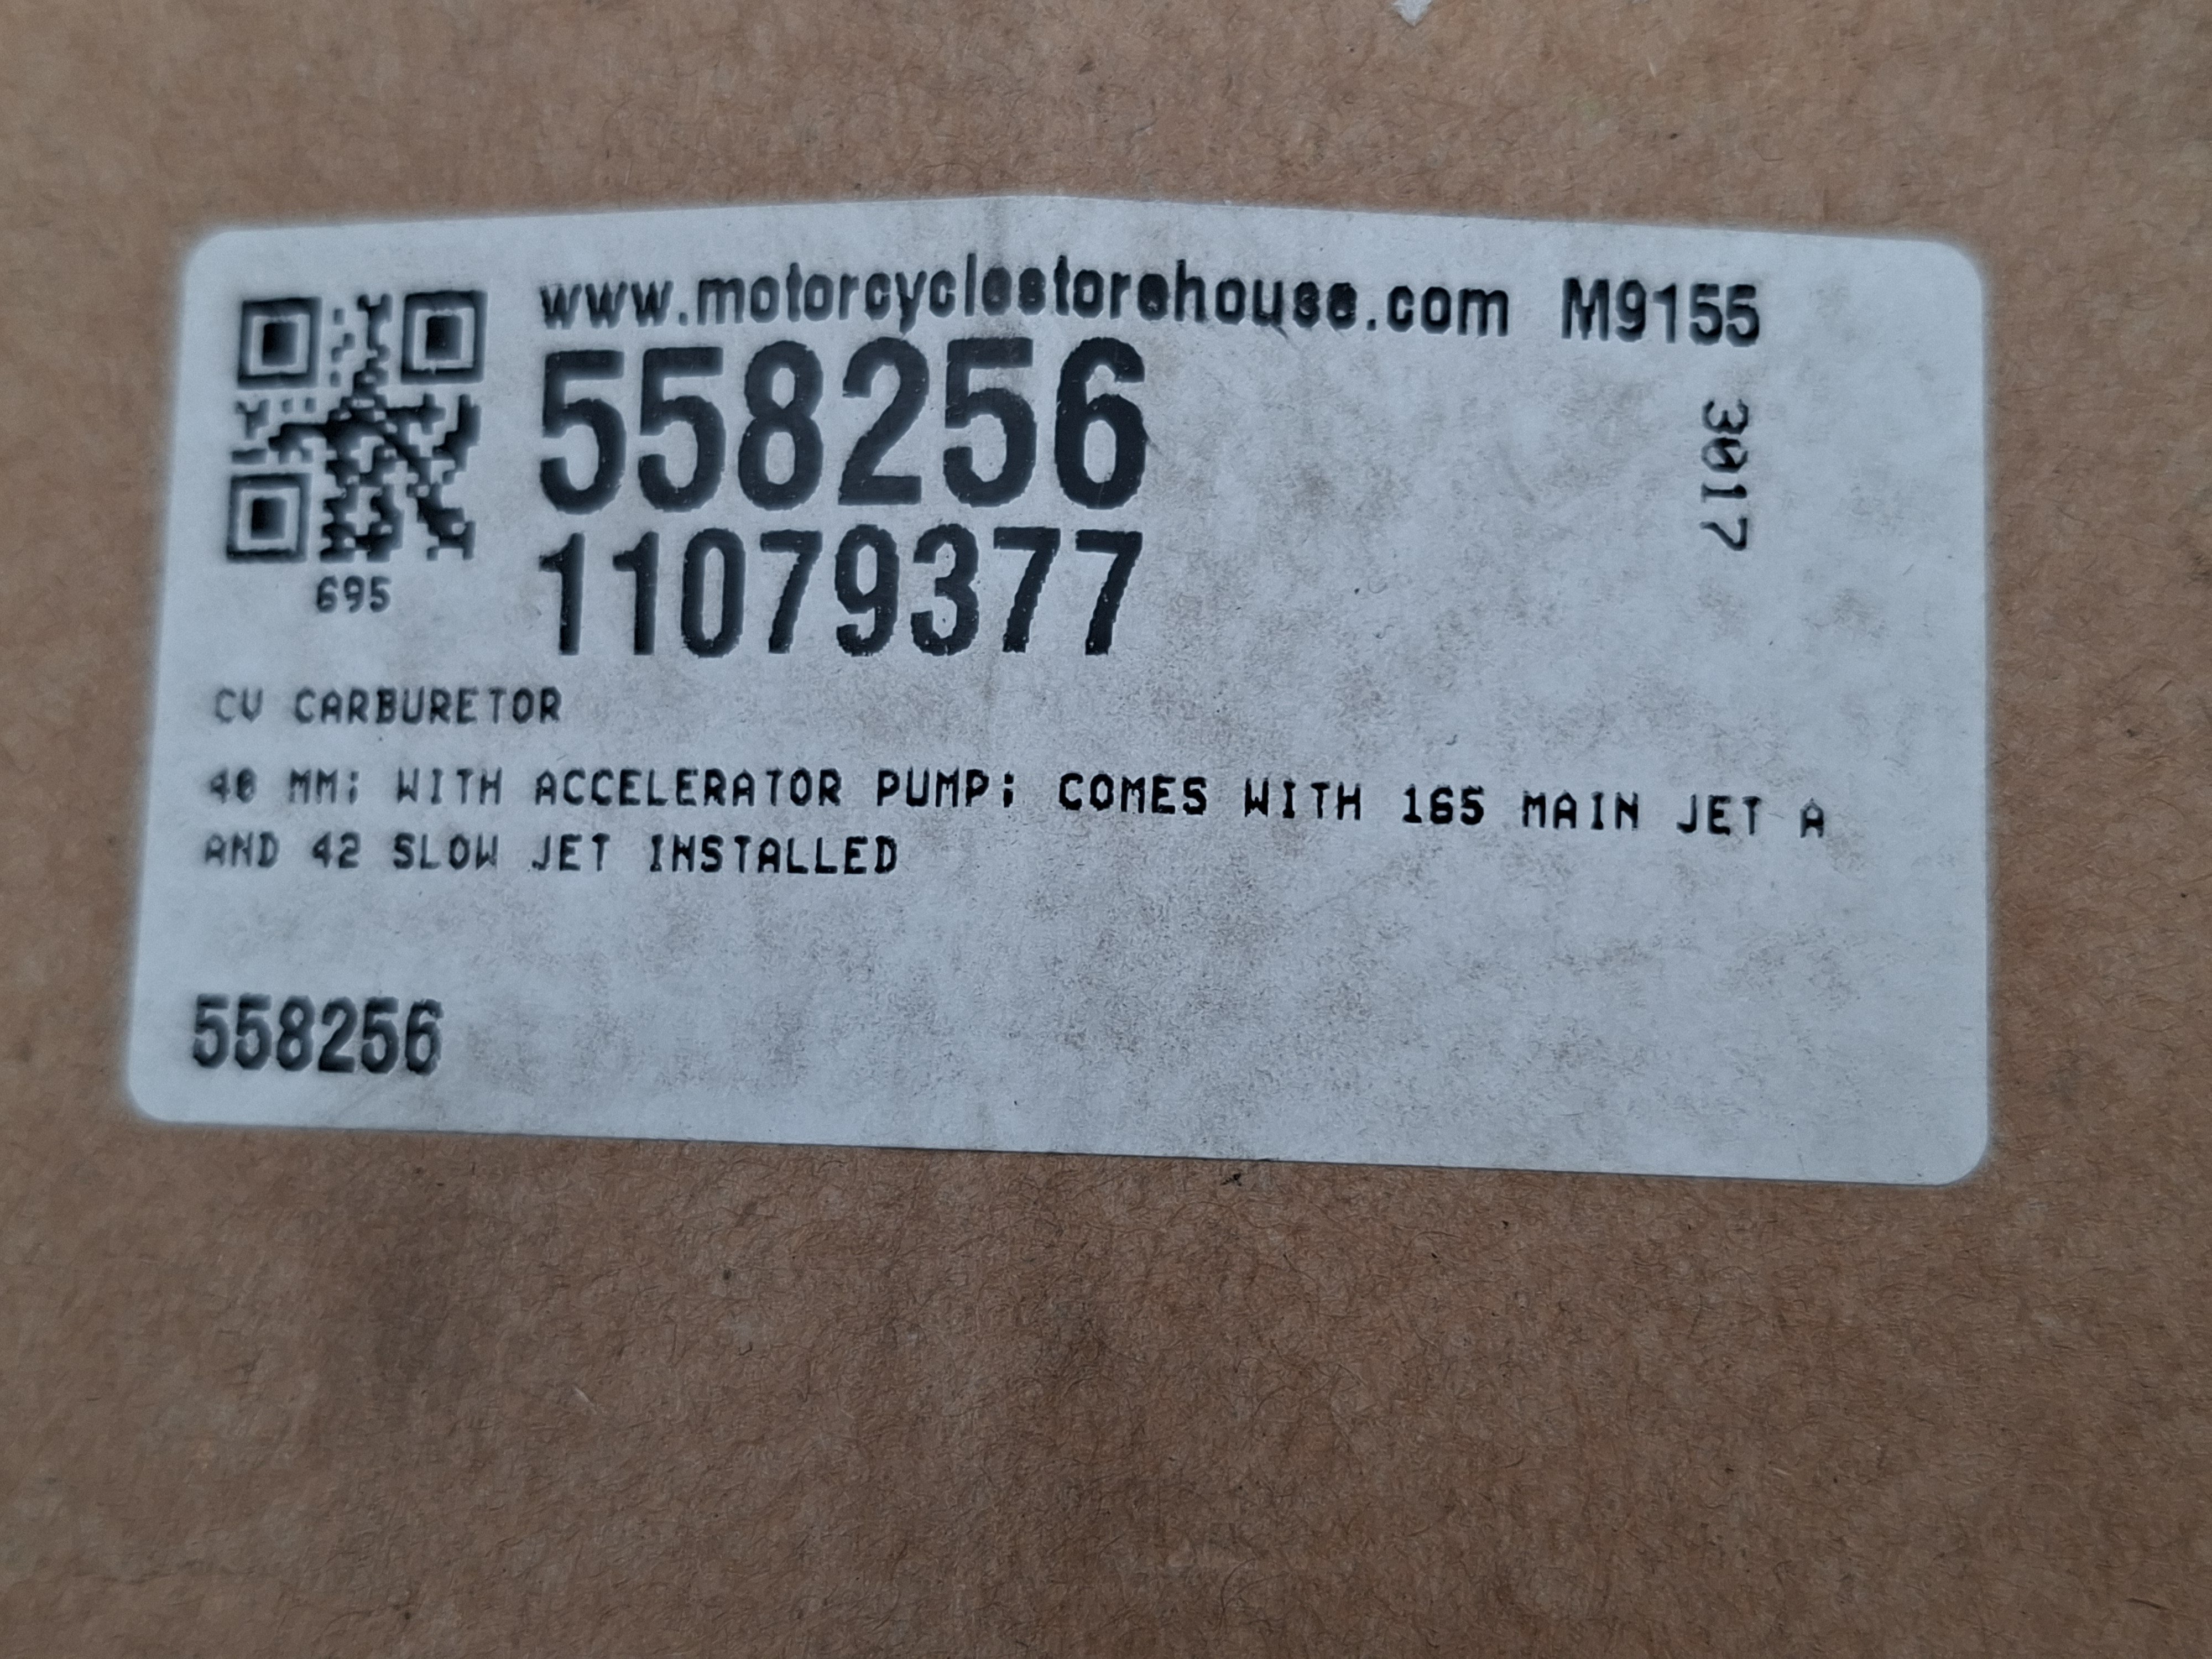 www.motorcyclestorehouse.com M9155
558256
3017
11079377
695
CV CARBURETOR
40 MM; WITH ACCELERATOR PUMP; COMES WITH 165 MAIN JET A
AND 42 SLOW JET INSTALLED
558256